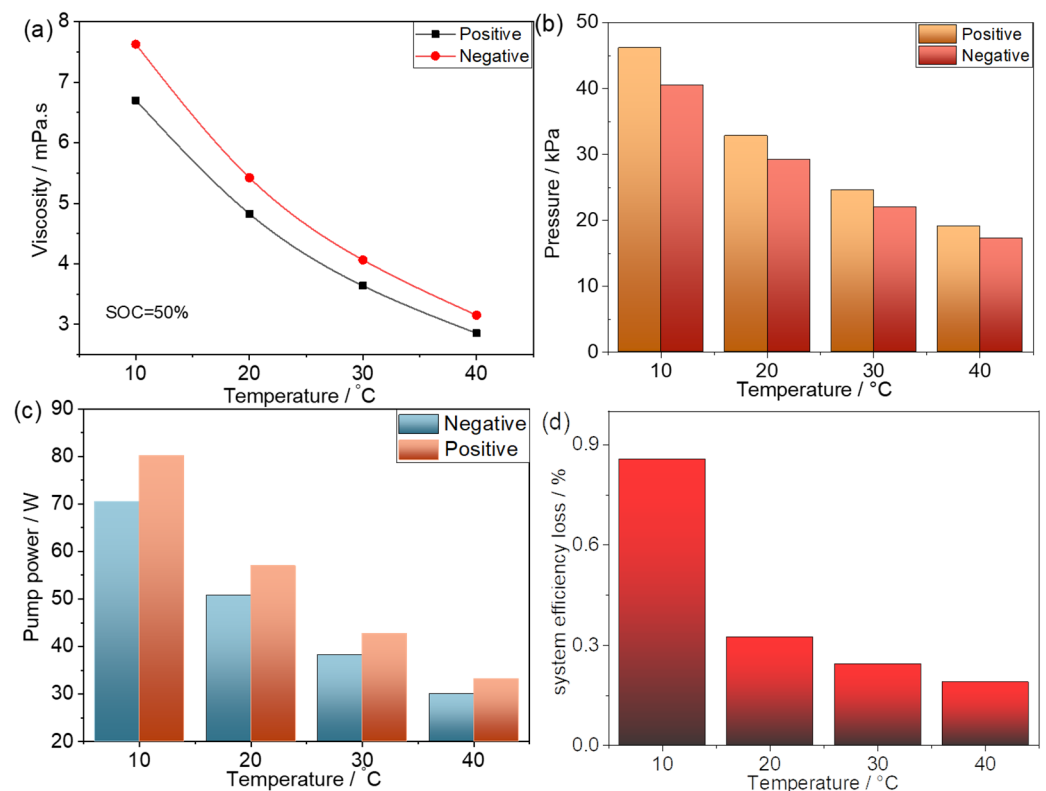 (a)
8
7
6
5
4
3
Viscosity / mPa.s
Positive
Negative
SOC=50%
10 20 30 40
Temperature / °C
(b)
50
40
30
20
10
0
Pressure / kPa
Positive
Negative
10 20 30 40
Temperature / °C
(c)
90
80
70
60
50
40
30
20
Pump power / W
Negative
Positive
10 20 30 40
Temperature / °C
(d)
0.9
0.6
0.3
0.0
system efficiency loss / %
10 20 30 40
Temperature / °C